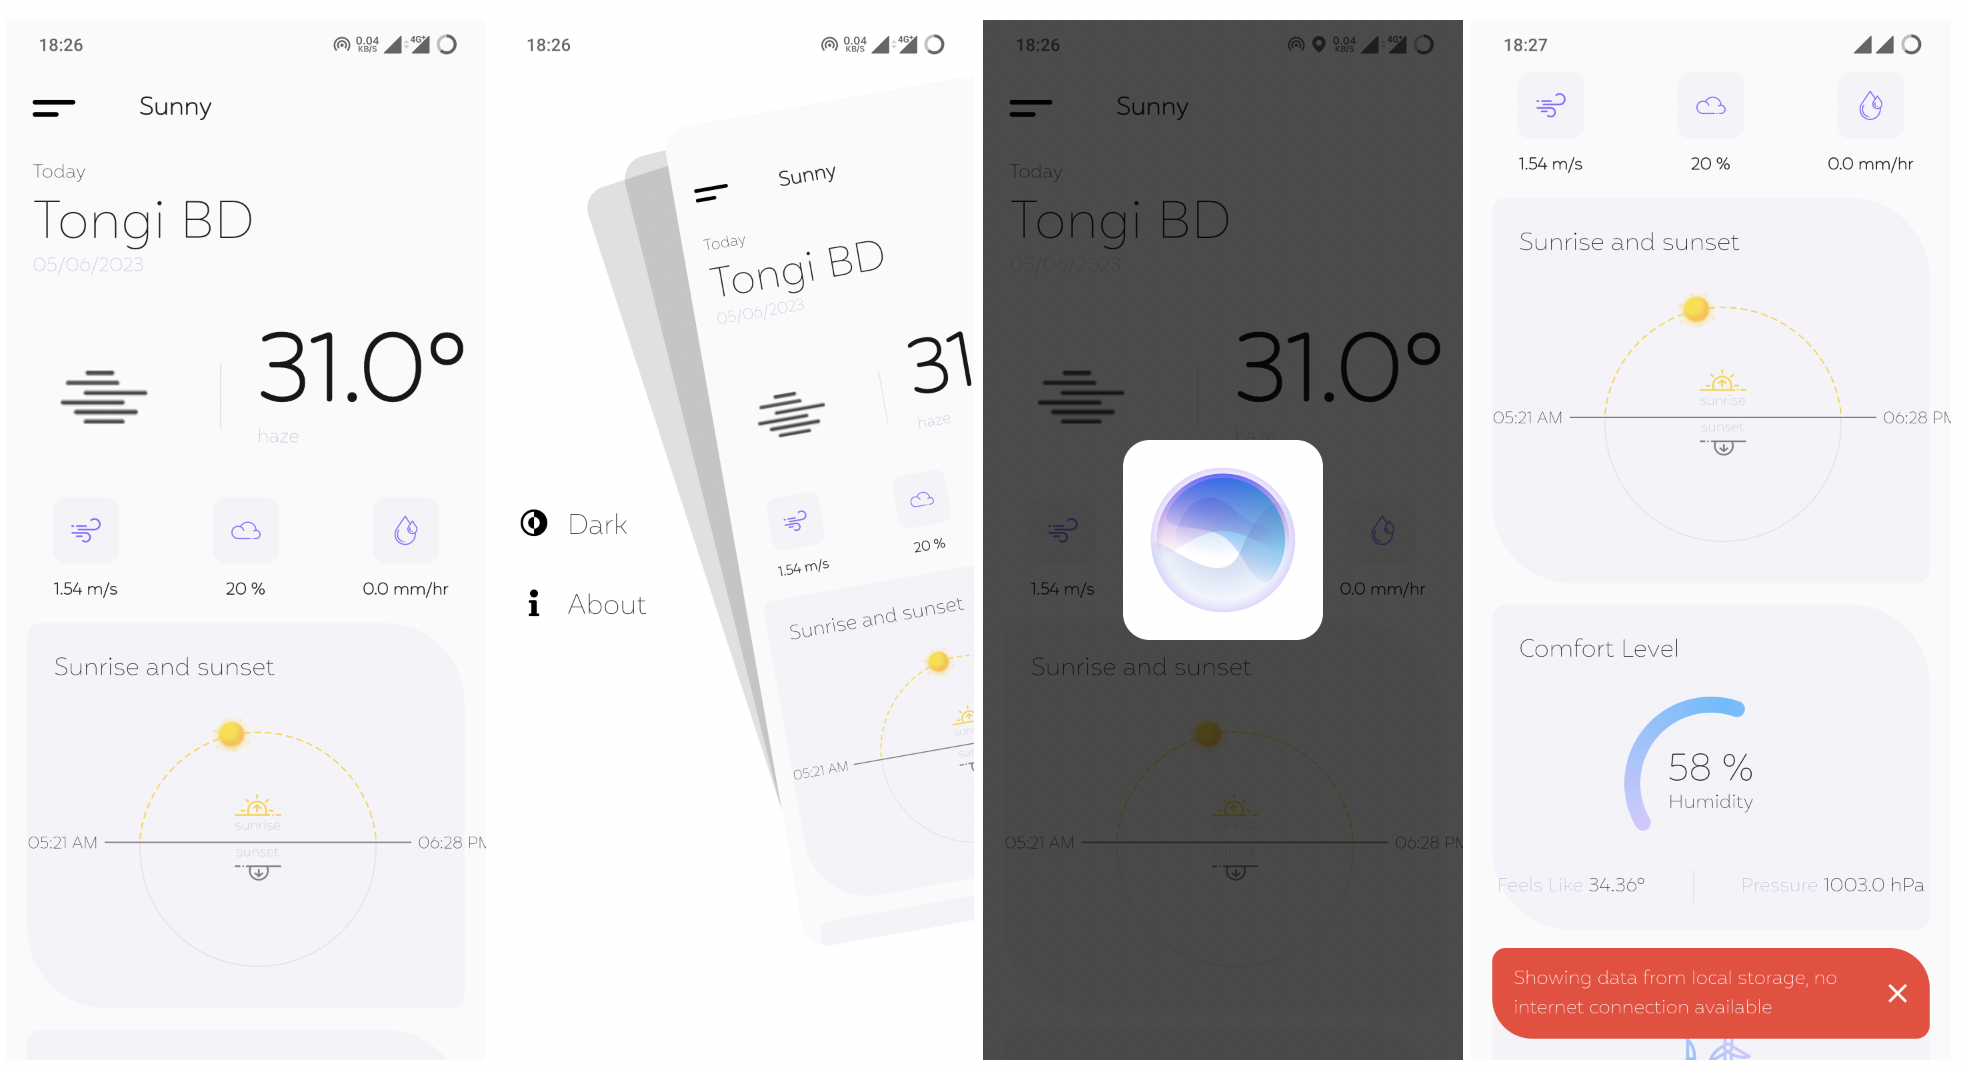 18:26
0.04
KB/S
4G+
Sunny
Today
Tongi BD
05/06/2023
31.0°
haze
1.54 m/s
20 %
0.0 mm/hr
Sunrise and sunset
sunrise
05:21 AM
06:28 PM
sunset
18:26
0.04
KB/S
4G+
Sunny
Today
Tongi BD
05/06/2023
31
haze
Dark
About
1.54 m/s
20 %
Sunrise and sunset
05:21 AM
18:26
0.04
KB/S
4G+
Sunny
Today
Tongi BD
05/06/2023
31.0°
haze
1.54 m/s
0.0 mm/hr
Sunrise and sunset
sunrise
05:21 AM
06:28 PM
sunset
18:27
1.54 m/s
20 %
0.0 mm/hr
Sunrise and sunset
sunrise
05:21 AM
06:28 PM
sunset
Comfort Level
58 %
Humidity
Feels Like 34.36°
Pressure 1003.0 hPa
Showing data from local storage, no
internet connection available